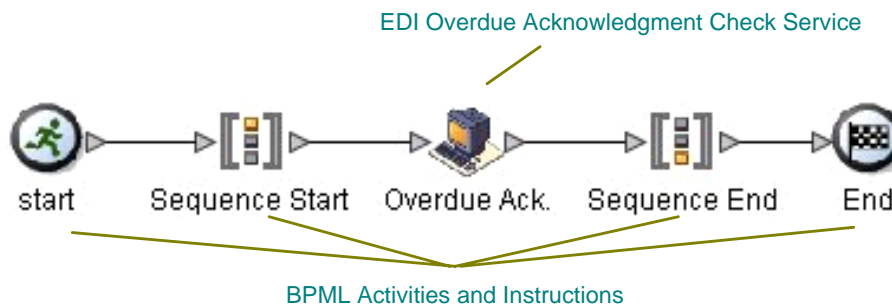 EDI Overdue Acknowledgment Check Service
start
Sequence Start
Overdue Ack.
Sequence End
End
BPML Activities and Instructions